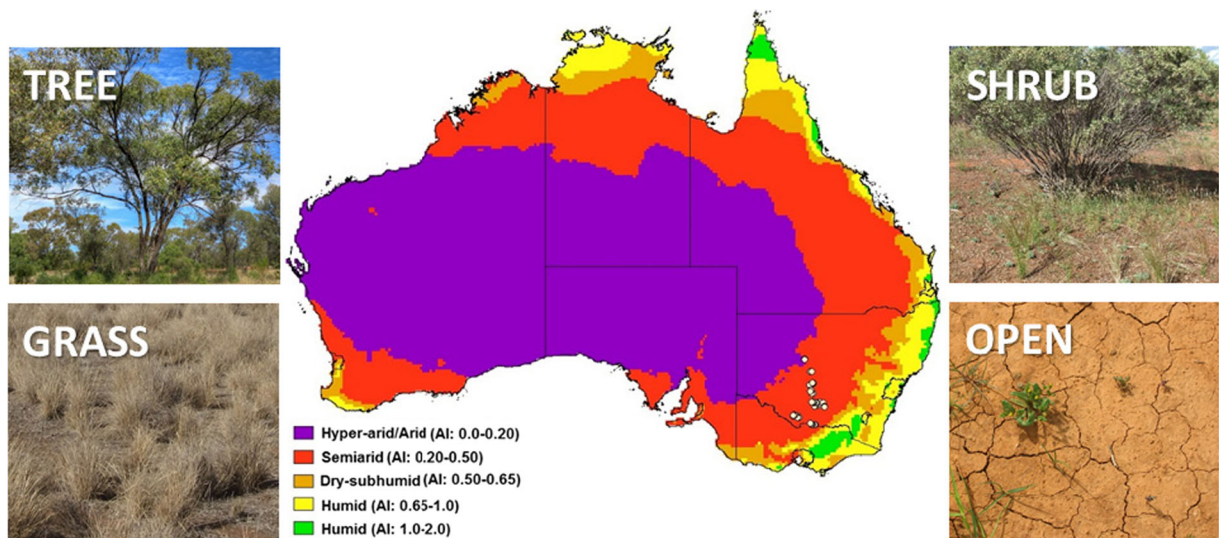 TREE
GRASS
SHRUB
OPEN
Hyper-arid/Arid (AI: 0.0-0.20)
Semiarid (AI: 0.20-0.50)
Dry-subhumid (AI: 0.50-0.65)
Humid (AI: 0.65-1.0)
Humid (AI: 1.0-2.0)